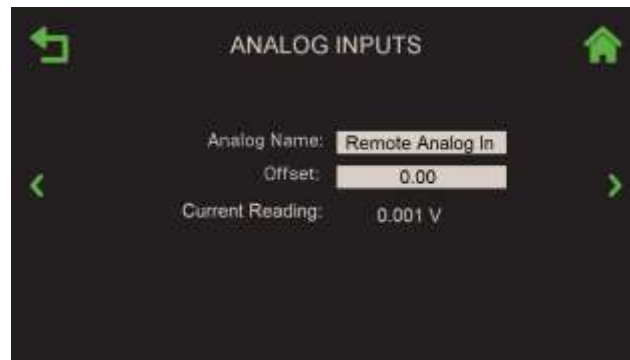 ANALOG INPUTS
Analog Name: Remote Analog In
Offset: 0.00
Current Reading: 0.001 V